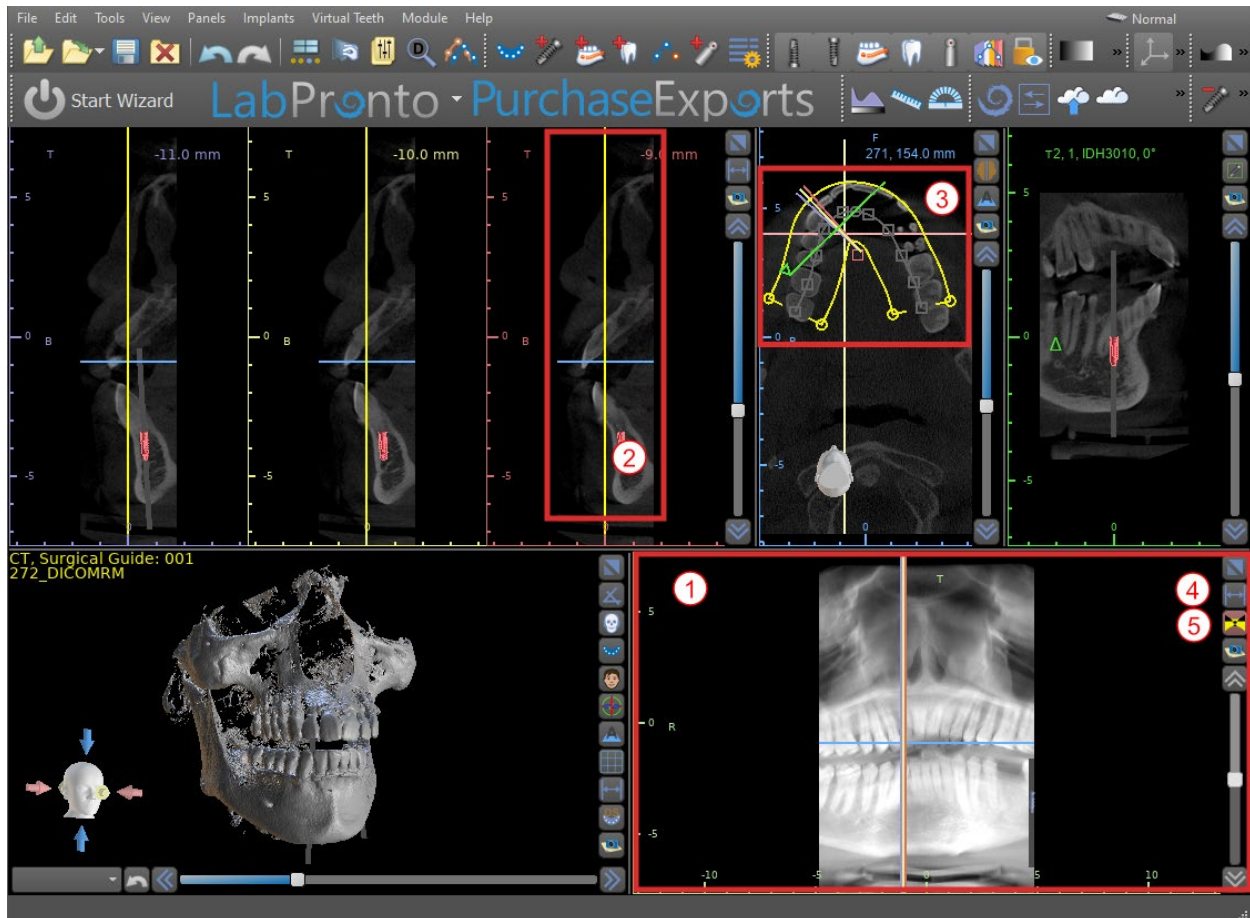 File Edit Tools View Panels Implants Virtual Teeth Module Help
Normal
D
»
»
»
Start Wizard
LabPronto
PurchaseExports
»
»
T
-11.0 mm
T
-10.0 mm
T
-9.0 mm
F
271, 154.0 mm
T2, 1, IDH3010, 0°
5
5
5
5
5
3
0
B
0
B
0
B
0
0
2
-5
-5
-5
-5
-5
0
0
0
0
0
CT, Surgical Guide: 001
272_DICOMRM
1
T
4
5
5
0
R
-5
-10
-5
0
5
10